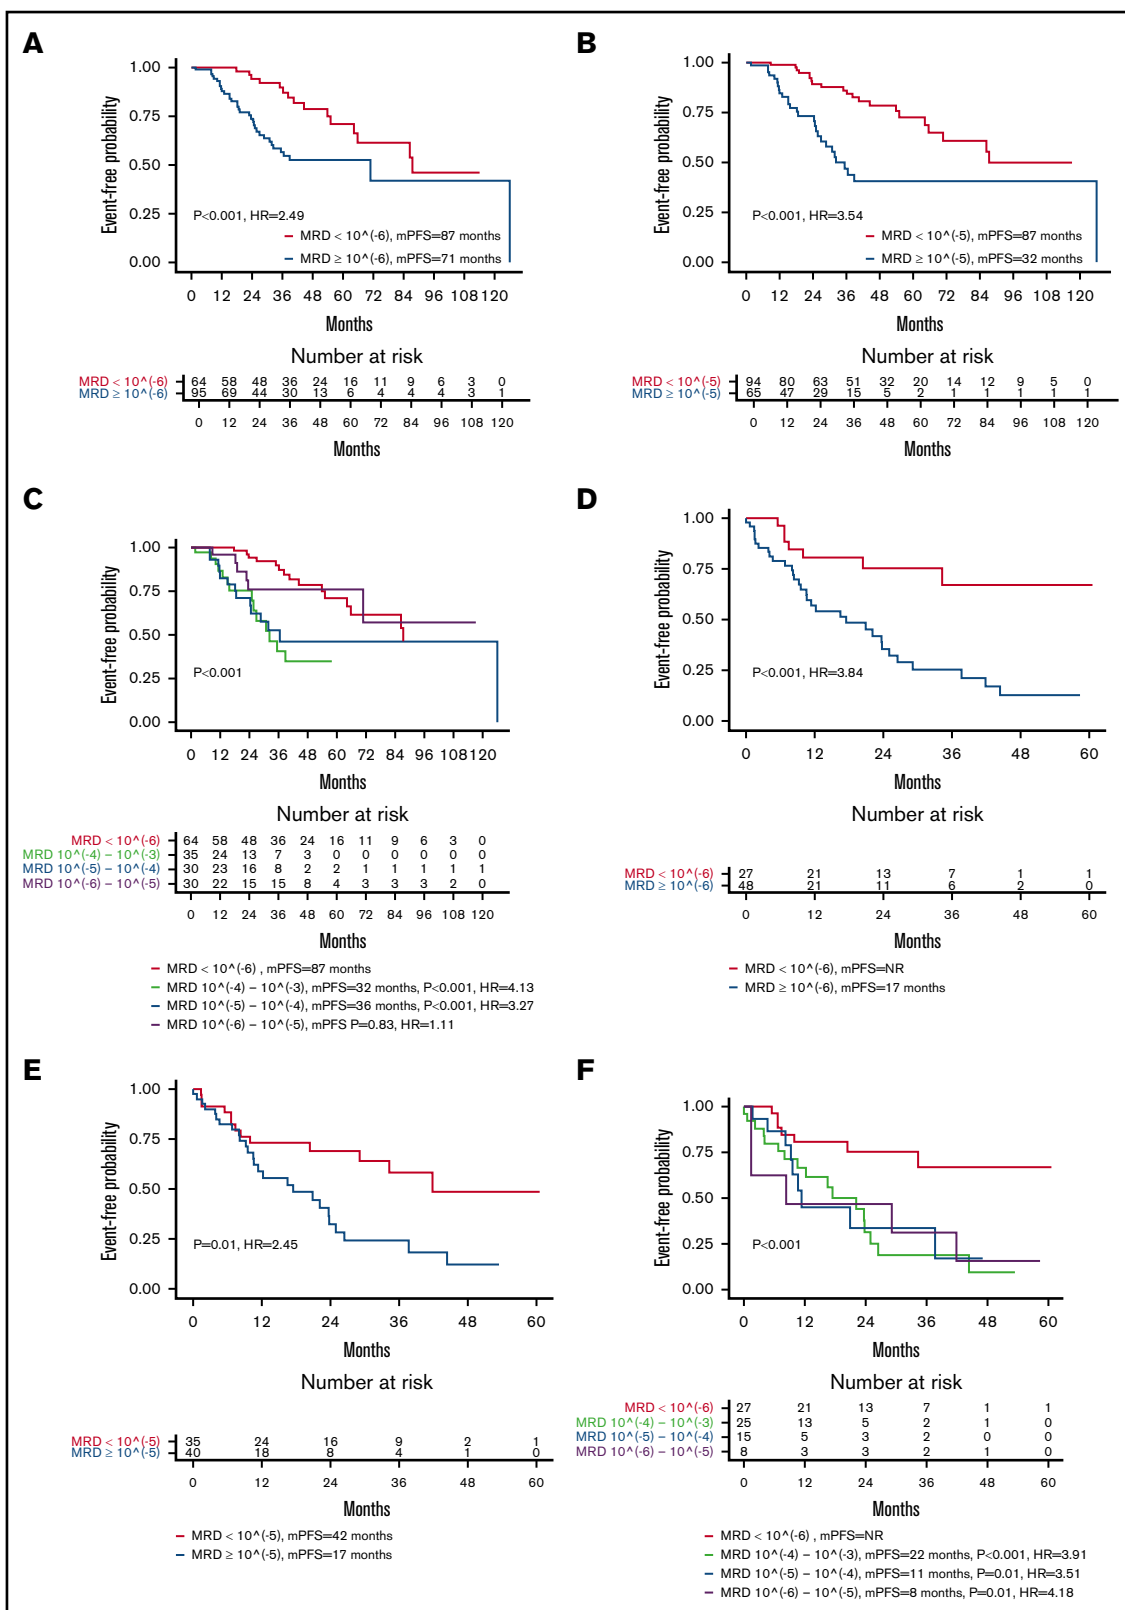 A
Event-free probability
1.00
0.75
0.50
0.25
0.00
P<0.001, HR=2.49
MRD < 10^(-6), mPFS=87 months
MRD ≥ 10^(-6), mPFS=71 months
0 12 24 36 48 60 72 84 96 108 120
Months
Number at risk
MRD < 10^(-6) 64 58 48 36 24 16 11 9 6 3 0
MRD ≥ 10^(-6) 95 69 44 30 13 6 4 4 4 3 1
0 12 24 36 48 60 72 84 96 108 120
Months
B
Event-free probability
1.00
0.75
0.50
0.25
0.00
P<0.001, HR=3.54
MRD < 10^(-5), mPFS=87 months
MRD ≥ 10^(-5), mPFS=32 months
0 12 24 36 48 60 72 84 96 108 120
Months
Number at risk
MRD < 10^(-5) 94 80 63 51 32 20 14 12 9 5 0
MRD ≥ 10^(-5) 65 47 29 15 5 2 1 1 1 1 1
0 12 24 36 48 60 72 84 96 108 120
Months
C
Event-free probability
1.00
0.75
0.50
0.25
0.00
P<0.001
0 12 24 36 48 60 72 84 96 108 120
Months
Number at risk
MRD < 10^(-6) 64 58 48 36 24 16 11 9 6 3 0
MRD 10^(-4) – 10^(-3) 35 24 13 7 3 0 0 0 0 0 0
MRD 10^(-5) – 10^(-4) 30 23 16 8 2 2 1 1 1 1 1
MRD 10^(-6) – 10^(-5) 30 22 15 15 8 4 3 3 3 2 0
0 12 24 36 48 60 72 84 96 108 120
Months
MRD < 10^(-6) , mPFS=87 months
MRD 10^(-4) – 10^(-3), mPFS=32 months, P<0.001, HR=4.13
MRD 10^(-5) – 10^(-4), mPFS=36 months, P<0.001, HR=3.27
MRD 10^(-6) – 10^(-5), mPFS P=0.83, HR=1.11
D
Event-free probability
1.00
0.75
0.50
0.25
0.00
P<0.001, HR=3.84
0 12 24 36 48 60
Months
Number at risk
MRD < 10^(-6) 27 21 13 7 1 1
MRD ≥ 10^(-6) 48 21 11 6 2 0
0 12 24 36 48 60
Months
MRD < 10^(-6), mPFS=NR
MRD ≥ 10^(-6), mPFS=17 months
E
Event-free probability
1.00
0.75
0.50
0.25
0.00
P=0.01, HR=2.45
0 12 24 36 48 60
Months
Number at risk
MRD < 10^(-5) 35 24 16 9 2 1
MRD ≥ 10^(-5) 40 18 8 4 1 0
0 12 24 36 48 60
Months
MRD < 10^(-5), mPFS=42 months
MRD ≥ 10^(-5), mPFS=17 months
F
Event-free probability
1.00
0.75
0.50
0.25
0.00
P<0.001
0 12 24 36 48 60
Months
Number at risk
MRD < 10^(-6) 27 21 13 7 1 1
MRD 10^(-4) – 10^(-3) 25 13 5 2 1 0
MRD 10^(-5) – 10^(-4) 15 5 3 2 0 0
MRD 10^(-6) – 10^(-5) 8 3 3 2 1 0
0 12 24 36 48 60
Months
MRD < 10^(-6) , mPFS=NR
MRD 10^(-4) – 10^(-3), mPFS=22 months, P<0.001, HR=3.91
MRD 10^(-5) – 10^(-4), mPFS=11 months, P=0.01, HR=3.51
MRD 10^(-6) – 10^(-5), mPFS=8 months, P=0.01, HR=4.18